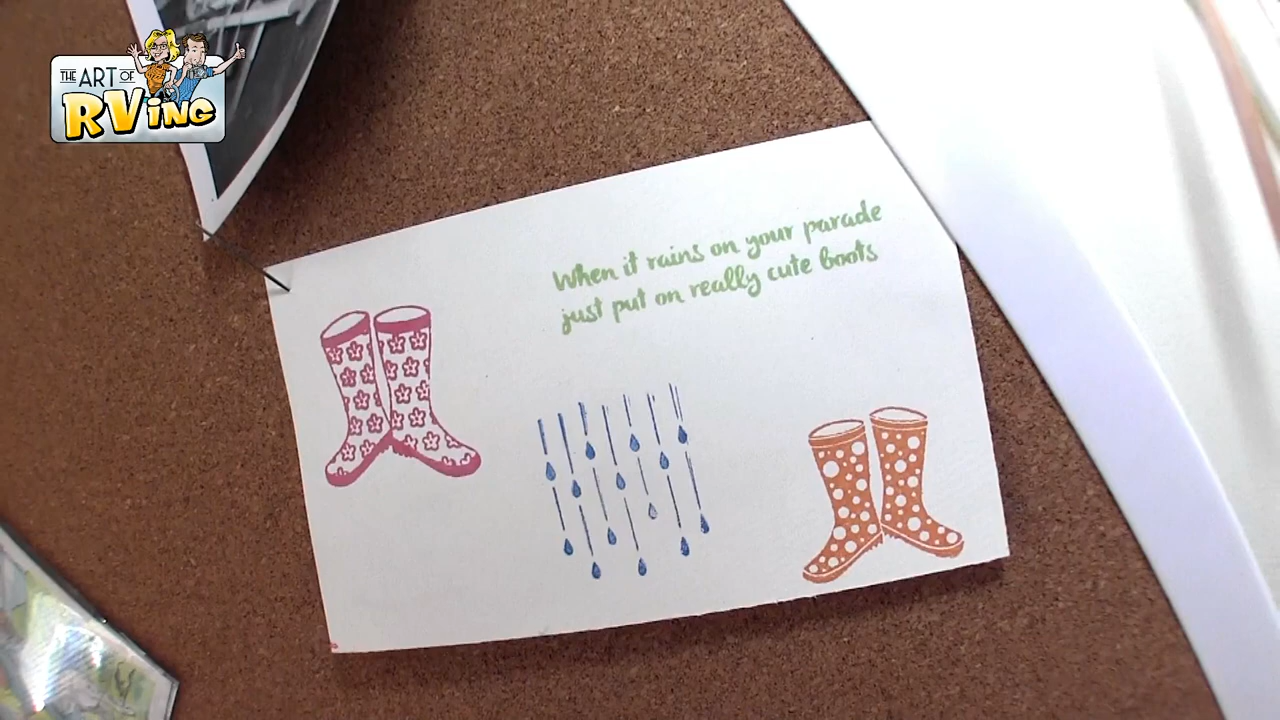 THE ART OF
RVING
When it rains on your parade
just put on really cute boots